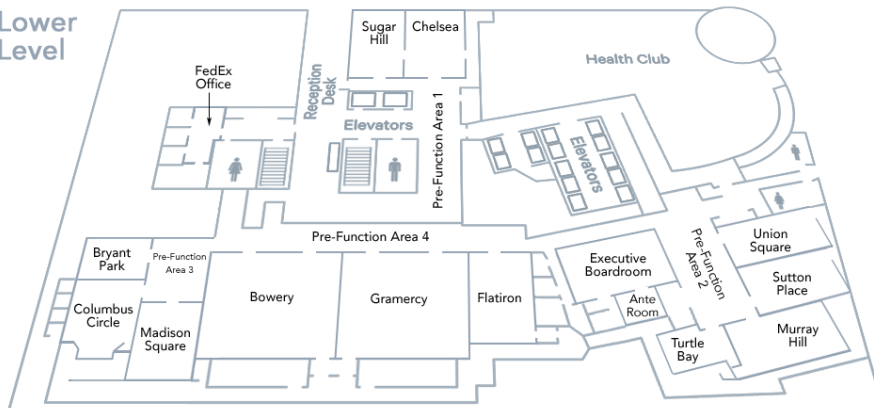 Lower
Level
Sugar
Hill
Chelsea
Health Club
FedEx
Office
Reception
Desk
Elevators
Pre-Function Area 1
Elevators
Pre-Function Area 4
Bryant
Park
Pre-Function
Area 3
Columbus
Circle
Madison
Square
Bowery
Gramercy
Flatiron
Executive
Boardroom
Ante
Room
Pre-Function
Area 2
Union
Square
Sutton
Place
Murray
Hill
Turtle
Bay